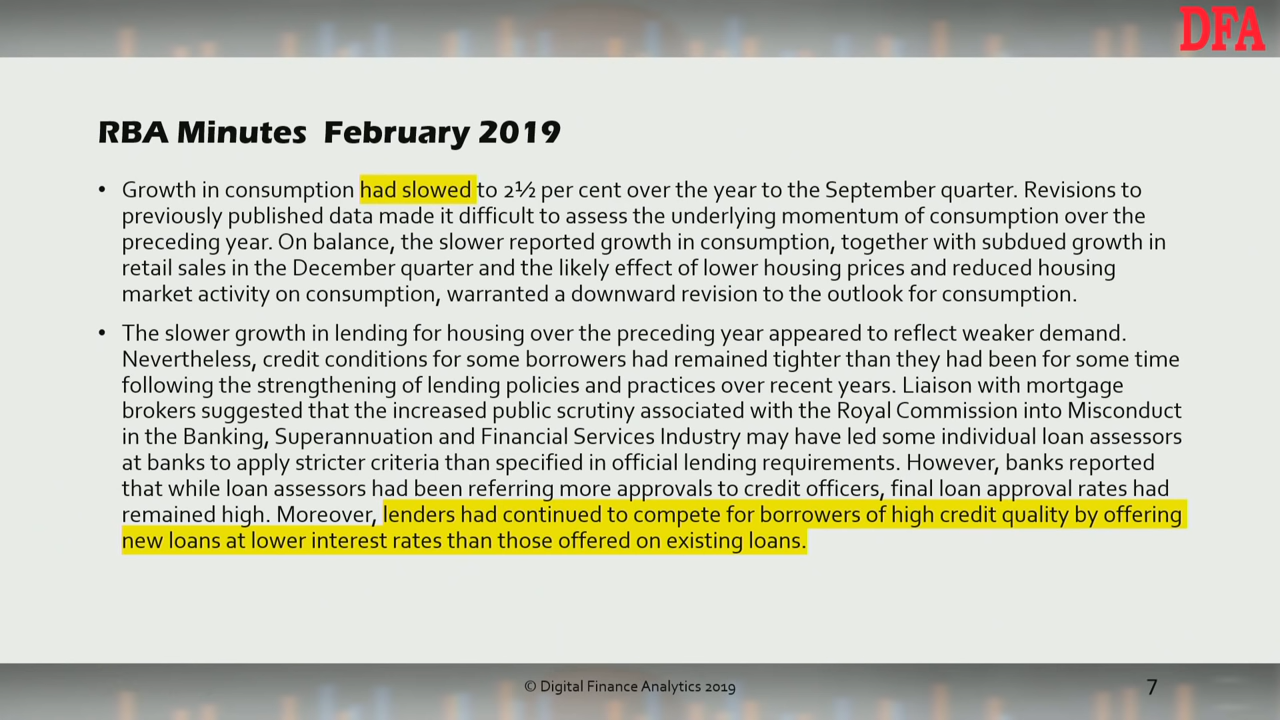 DFA
RBA Minutes February 2019
• Growth in consumption had slowed to 2½ per cent over the year to the September quarter. Revisions to
previously published data made it difficult to assess the underlying momentum of consumption over the
preceding year. On balance, the slower reported growth in consumption, together with subdued growth in
retail sales in the December quarter and the likely effect of lower housing prices and reduced housing
market activity on consumption, warranted a downward revision to the outlook for consumption.
• The slower growth in lending for housing over the preceding year appeared to reflect weaker demand.
Nevertheless, credit conditions for some borrowers had remained tighter than they had been for some time
following the strengthening of lending policies and practices over recent years. Liaison with mortgage
brokers suggested that the increased public scrutiny associated with the Royal Commission into Misconduct
in the Banking, Superannuation and Financial Services Industry may have led some individual loan assessors
at banks to apply stricter criteria than specified in official lending requirements. However, banks reported
that while loan assessors had been referring more approvals to credit officers, final loan approval rates had
remained high. Moreover, lenders had continued to compete for borrowers of high credit quality by offering
new loans at lower interest rates than those offered on existing loans.
© Digital Finance Analytics 2019
7